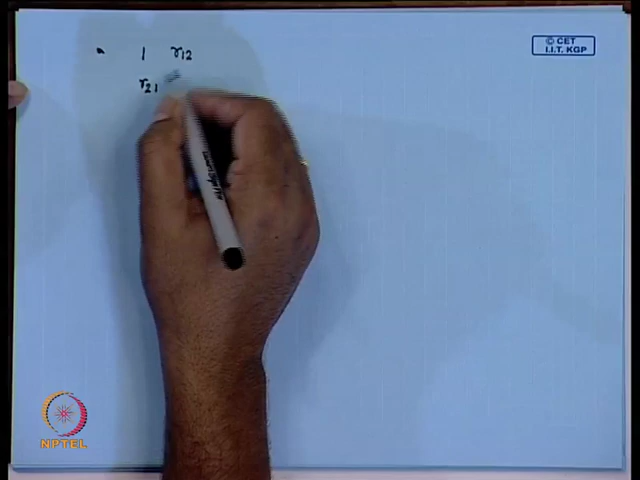 1 r12
r21
© CET
I.I.T. KGP
NPTEL